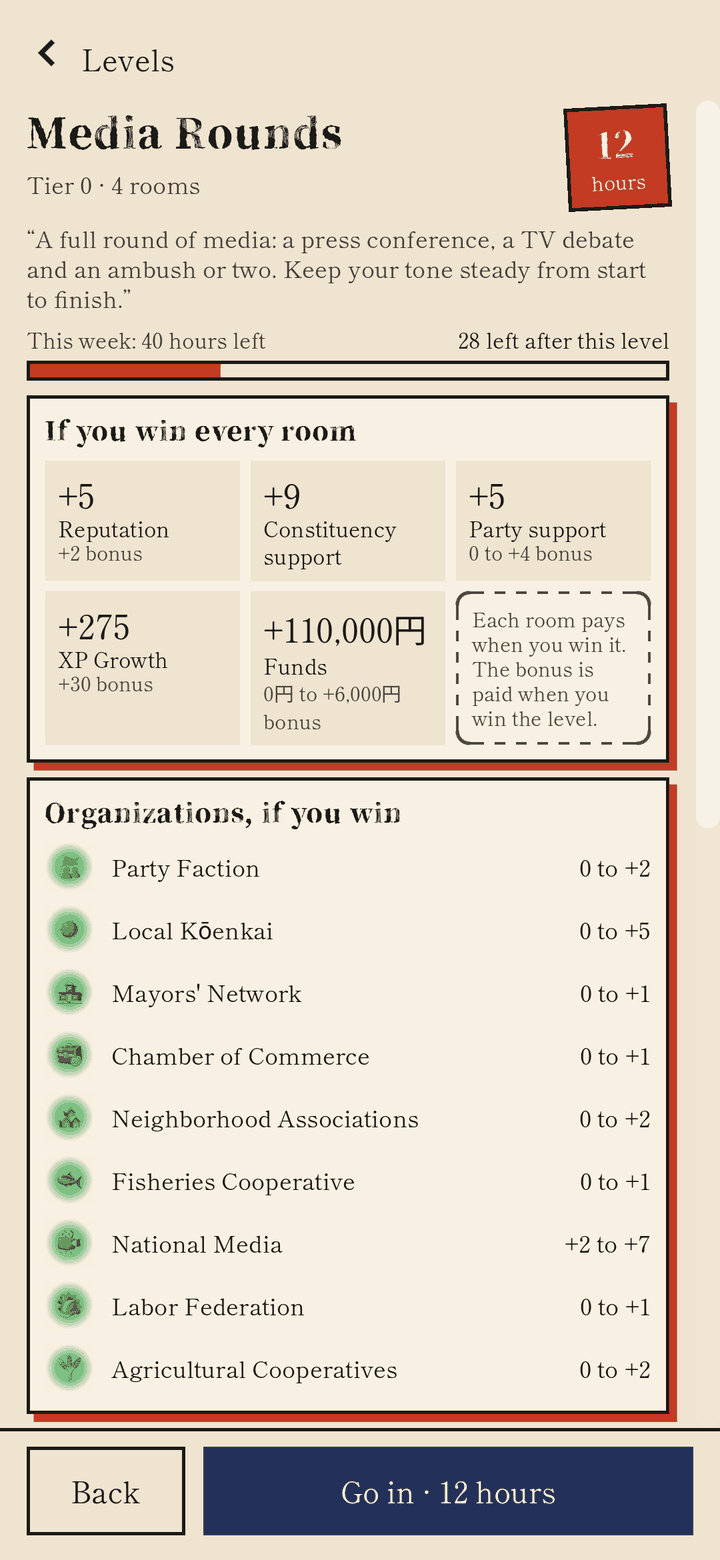 Levels
Media Rounds
12
hours
Tier 0 · 4 rooms
“A full round of media: a press conference, a TV debate
and an ambush or two. Keep your tone steady from start
to finish.”
This week: 40 hours left
28 left after this level
If you win every room
+5
Reputation
+2 bonus
+9
Constituency
support
+5
Party support
0 to +4 bonus
+275
XP Growth
+30 bonus
+110,000円
Funds
0円 to +6,000円
bonus
Each room pays
when you win it.
The bonus is
paid when you
win the level.
Organizations, if you win
Party Faction 0 to +2
Local Kōenkai 0 to +5
Mayors' Network 0 to +1
Chamber of Commerce 0 to +1
Neighborhood Associations 0 to +2
Fisheries Cooperative 0 to +1
National Media +2 to +7
Labor Federation 0 to +1
Agricultural Cooperatives 0 to +2
Back
Go in · 12 hours